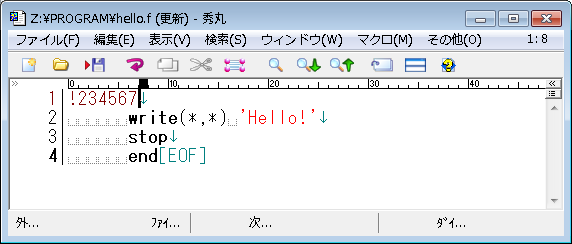 Z:¥PROGRAM¥hello.f (更新) - 秀丸
ファイル(F) 編集(E) 表示(V) 検索(S) ウィンドウ(W) マクロ(M) その他(O) 1:8
0 10 20 30 40
1 !234567↓
2 write(*,*) 'Hello!'↓
3 stop↓
4 end[EOF]
外... ファイ... 次... ダイ...